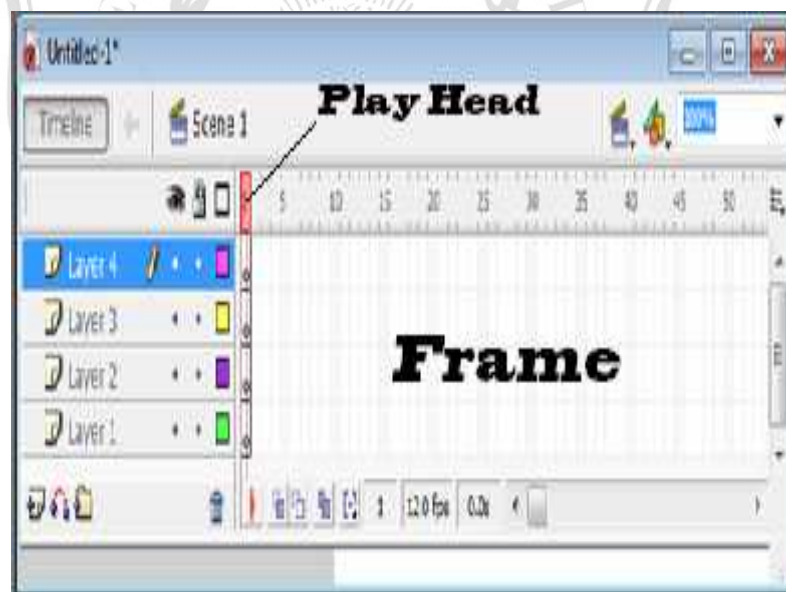 Untitled-1*
Timeline Scene 1 Play Head 100%
5 10 15 20 25 30 35 40 45 50
Layer 4
Layer 3
Layer 2
Layer 1
Frame
1 12.0 fps 0.0s